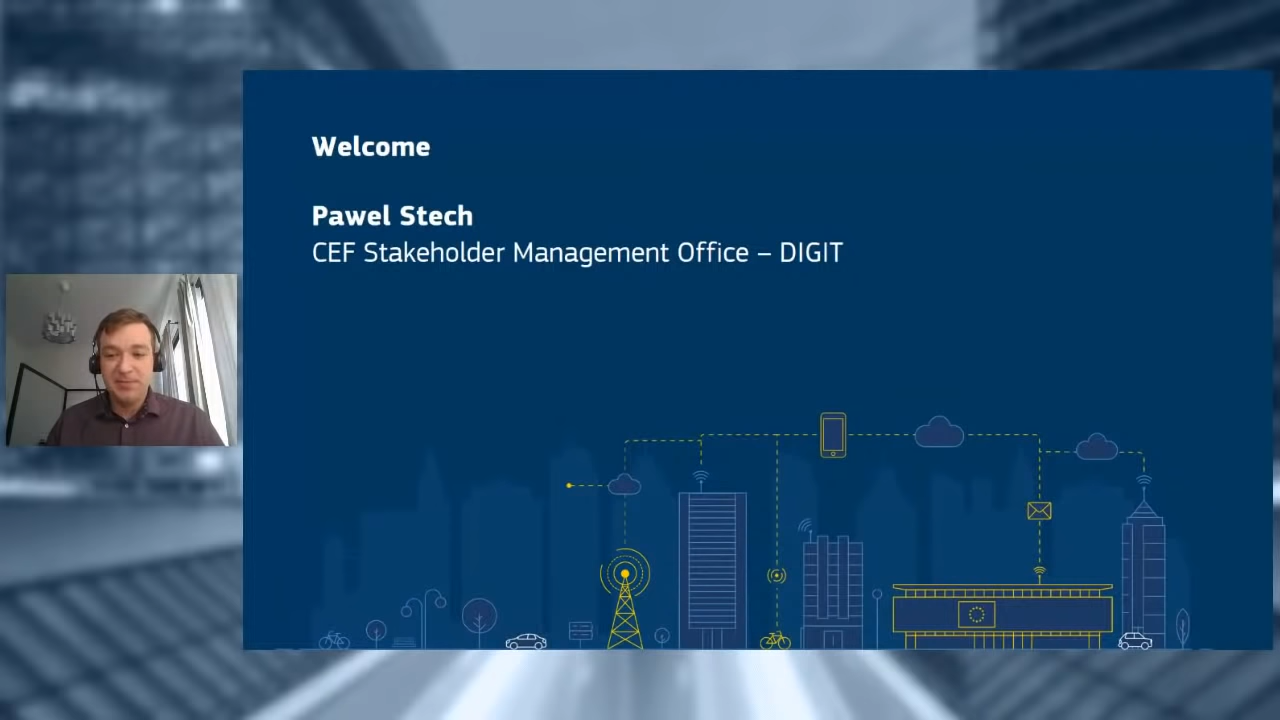 Welcome
Pawel Stech
CEF Stakeholder Management Office – DIGIT